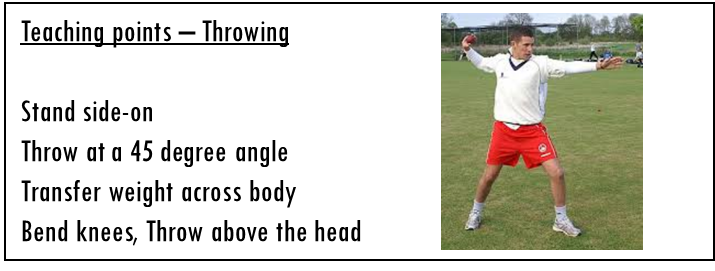 Teaching points – Throwing
Stand side-on
Throw at a 45 degree angle
Transfer weight across body
Bend knees, Throw above the head